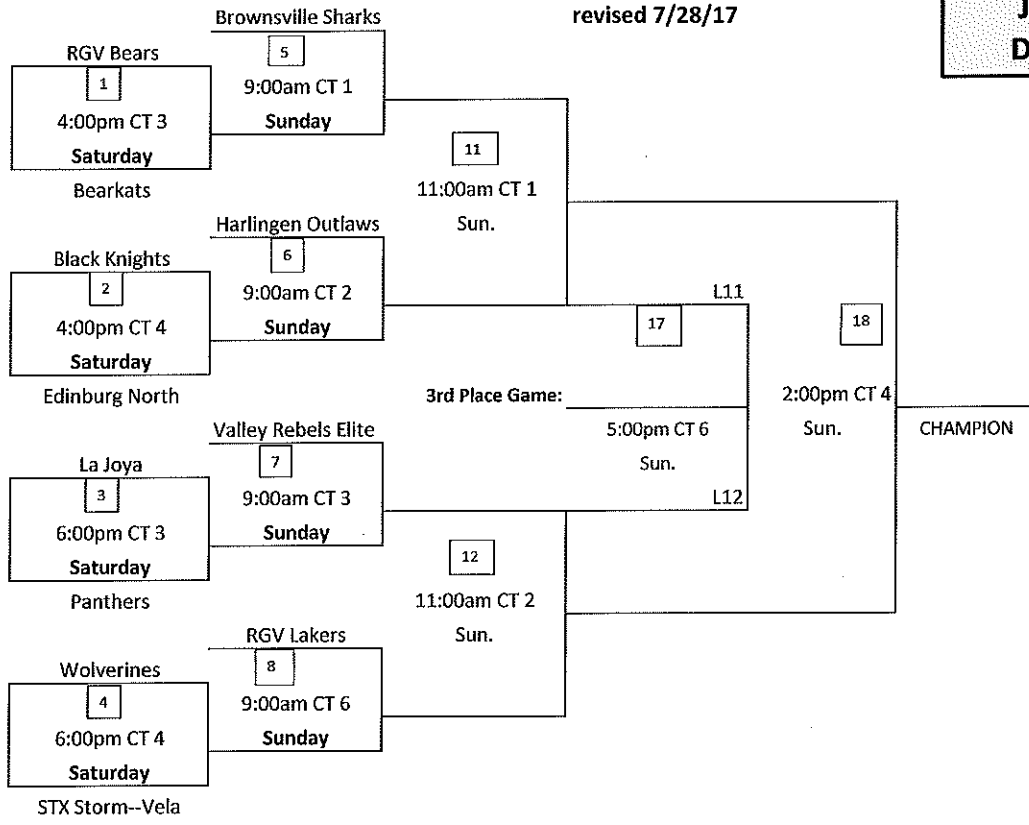 Brownsville Sharks
revised 7/28/17
J
D
RGV Bears
5
1
9:00am CT 1
4:00pm CT 3
Sunday
Saturday
11
Bearkats
11:00am CT 1
Harlingen Outlaws
Sun.
Black Knights
6
2
9:00am CT 2
L11
4:00pm CT 4
Sunday
17
18
Saturday
Edinburg North
3rd Place Game:
2:00pm CT 4
Valley Rebels Elite
5:00pm CT 6
Sun.
CHAMPION
La Joya
7
Sun.
3
9:00am CT 3
L12
6:00pm CT 3
Sunday
Saturday
12
Panthers
11:00am CT 2
RGV Lakers
Sun.
Wolverines
8
4
9:00am CT 6
6:00pm CT 4
Sunday
Saturday
STX Storm--Vela